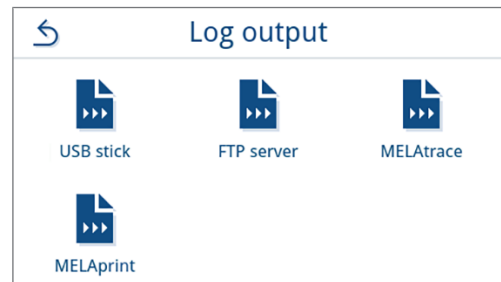 Log output
USB stick
FTP server
MELAtrace
MELAprint